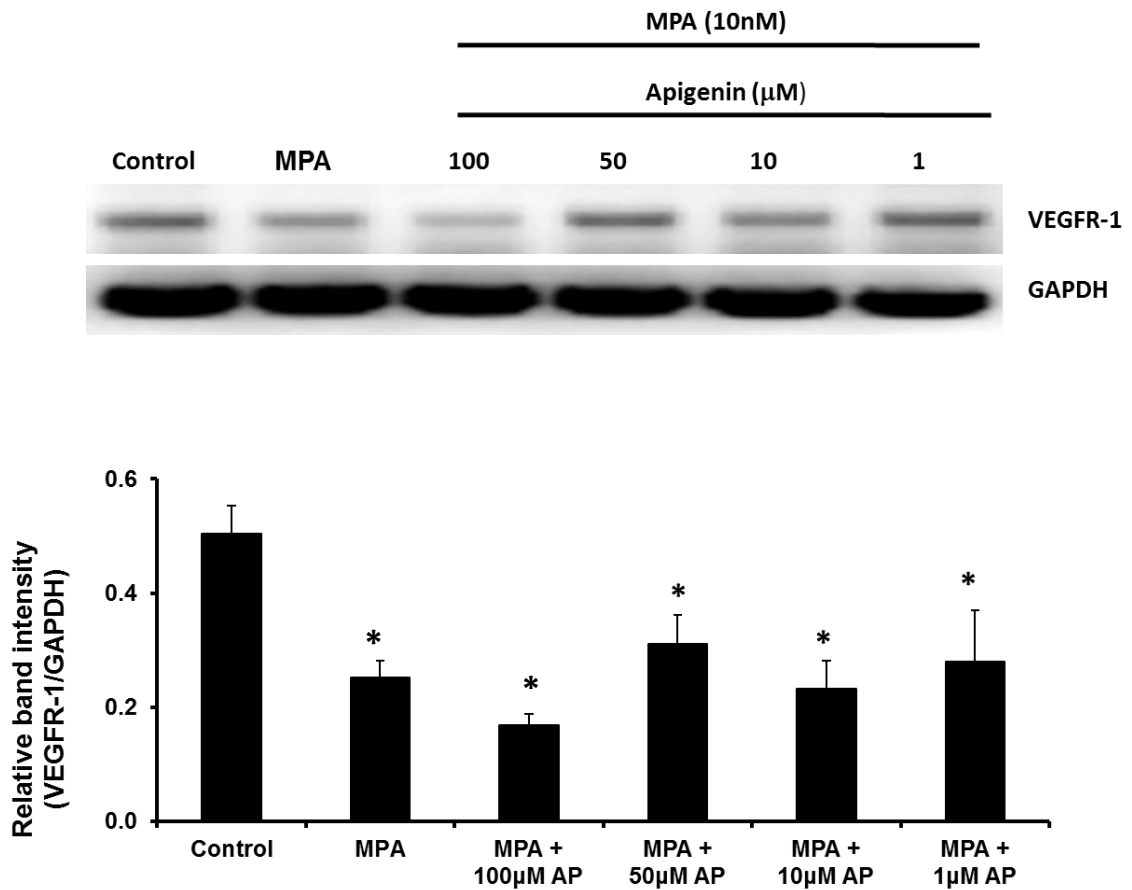 MPA (10nM)
Apigenin (μM)
Control MPA 100 50 10 1
VEGFR-1
GAPDH
Relative band intensity
(VEGFR-1/GAPDH)
0.6
0.4
0.2
0.0
*
*
*
*
*
Control MPA MPA + MPA + MPA + MPA +
100μM AP 50μM AP 10μM AP 1μM AP